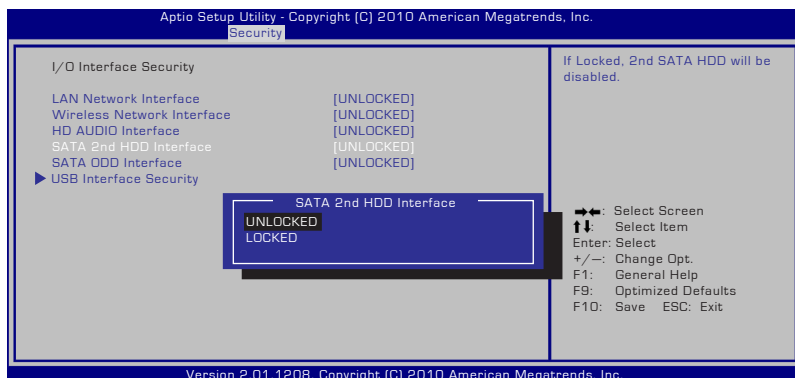 Aptio Setup Utility - Copyright (C) 2010 American Megatrends, Inc.
Security
I/O Interface Security
LAN Network Interface [UNLOCKED]
Wireless Network Interface [UNLOCKED]
HD AUDIO Interface [UNLOCKED]
SATA 2nd HDD Interface [UNLOCKED]
SATA ODD Interface [UNLOCKED]
USB Interface Security
SATA 2nd HDD Interface
UNLOCKED
LOCKED
If Locked, 2nd SATA HDD will be
disabled.
→←: Select Screen
↑↓: Select Item
Enter: Select
+/—: Change Opt.
F1: General Help
F9: Optimized Defaults
F10: Save ESC: Exit
Version 2.01.1208. Copyright (C) 2010 American Megatrends, Inc.